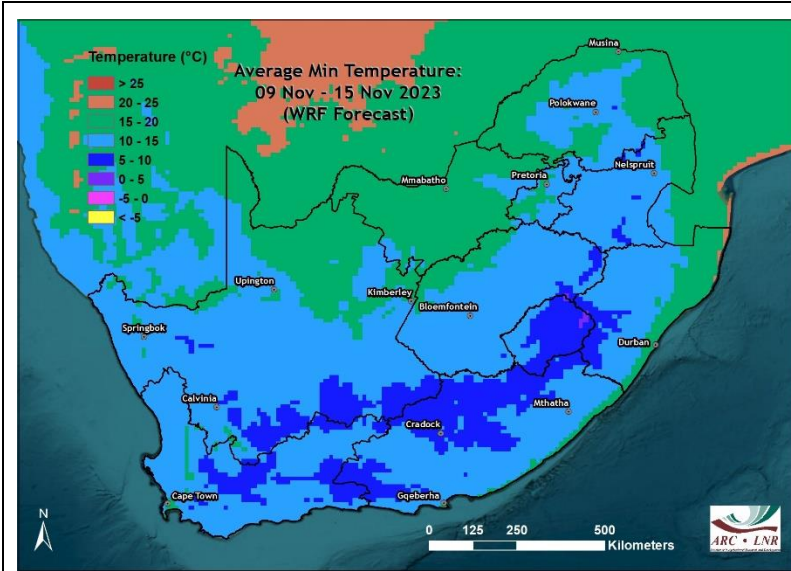 Temperature (°C)
> 25
20 - 25
15 - 20
10 - 15
5 - 10
0 - 5
-5 - 0
< -5
Average Min Temperature:
09 Nov - 15 Nov 2023
(WRF Forecast)
Musina
Polokwane
Nelspruit
Pretoria
Mmabatho
Upington
Kimberley
Bloemfontein
Springbok
Durban
Calvinia
Mthatha
Cradock
Cape Town
Gqeberha
N
0 125 250 500
Kilometers
ARC • LNR